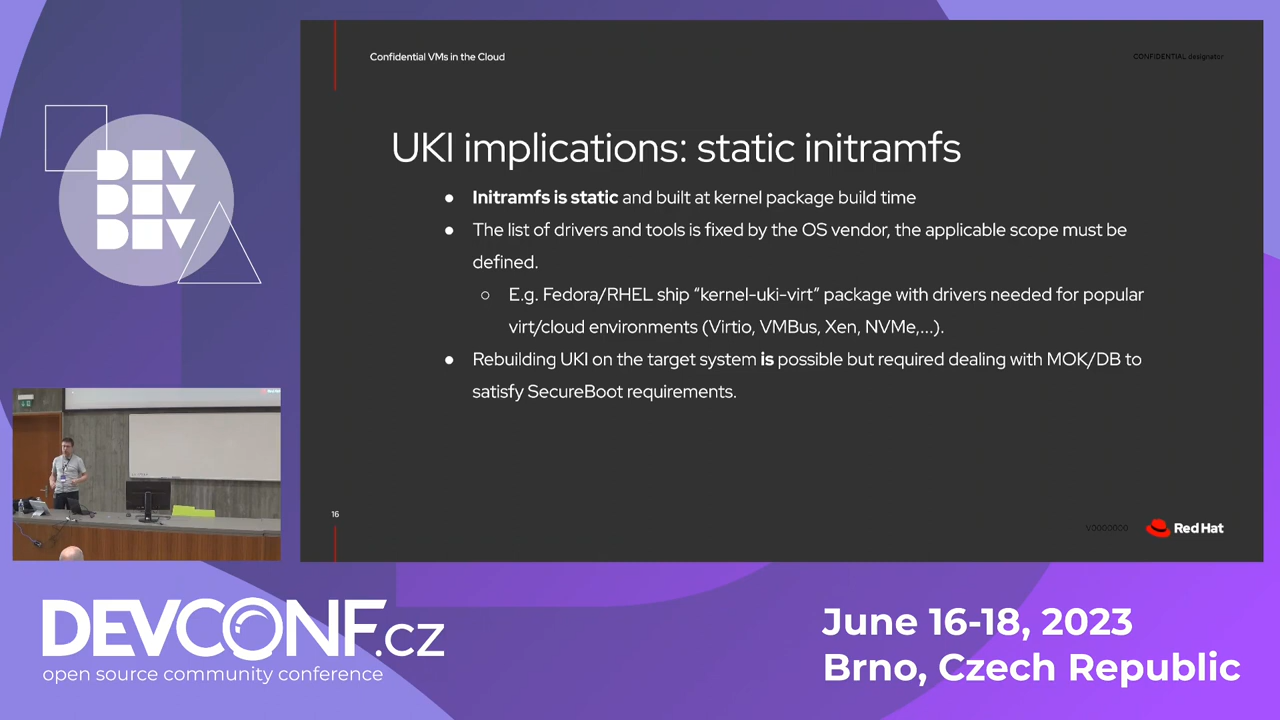 Confidential VMs in the Cloud
CONFIDENTIAL designator
UKI implications: static initramfs
● Initramfs is static and built at kernel package build time
● The list of drivers and tools is fixed by the OS vendor, the applicable scope must be
defined.
○ E.g. Fedora/RHEL ship “kernel-uki-virt” package with drivers needed for popular
virt/cloud environments (Virtio, VMBus, Xen, NVMe,...).
● Rebuilding UKI on the target system is possible but required dealing with MOK/DB to
satisfy SecureBoot requirements.
16
V0000000
Red Hat
DEV
DEV
DEV
DEVCONF.cz
open source community conference
June 16-18, 2023
Brno, Czech Republic